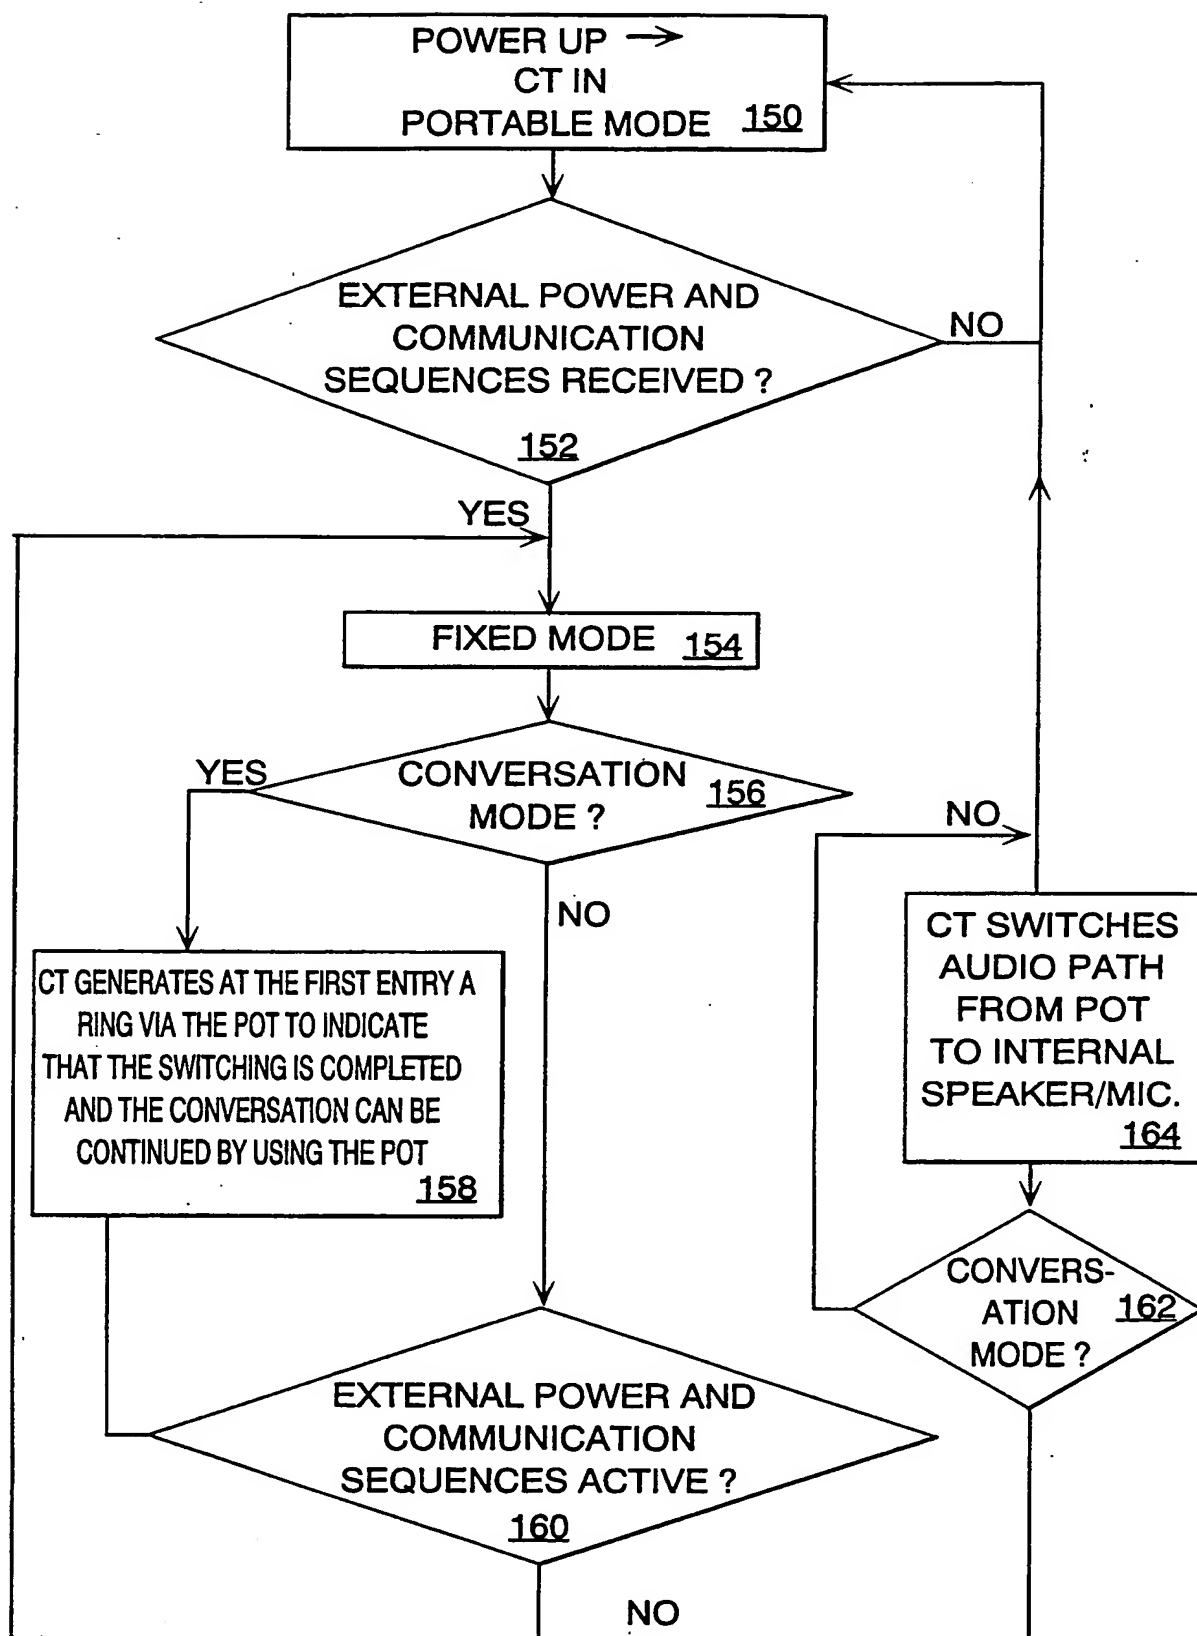 POWER UP →
CT IN
PORTABLE MODE 150
EXTERNAL POWER AND
COMMUNICATION
SEQUENCES RECEIVED ?
152
NO
YES
FIXED MODE 154
YES
CONVERSATION
MODE ?
156
NO
NO
CT GENERATES AT THE FIRST ENTRY A
RING VIA THE POT TO INDICATE
THAT THE SWITCHING IS COMPLETED
AND THE CONVERSATION CAN BE
CONTINUED BY USING THE POT
158
CT SWITCHES
AUDIO PATH
FROM POT
TO INTERNAL
SPEAKER/MIC.
164
CONVERS-
ATION
MODE ?
162
EXTERNAL POWER AND
COMMUNICATION
SEQUENCES ACTIVE ?
160
NO